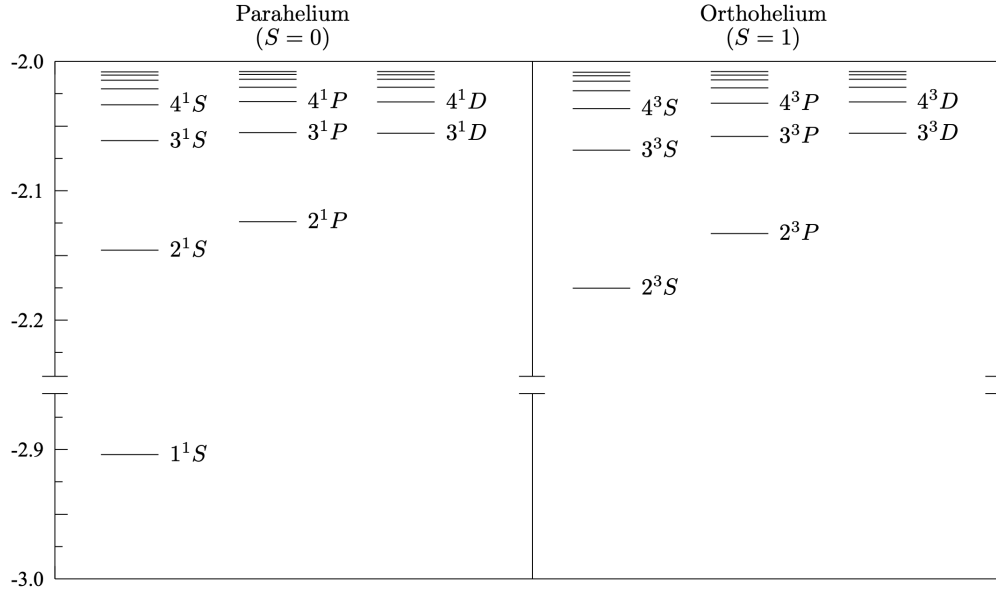 Parahelium
(S = 0)
Orthohelium
(S = 1)
-2.0
4¹S
4¹P
4¹D
4³S
4³P
4³D
3¹S
3¹P
3¹D
3³S
3³P
3³D
-2.1
2¹S
2¹P
2³P
2³S
-2.2
-2.9
1¹S
-3.0